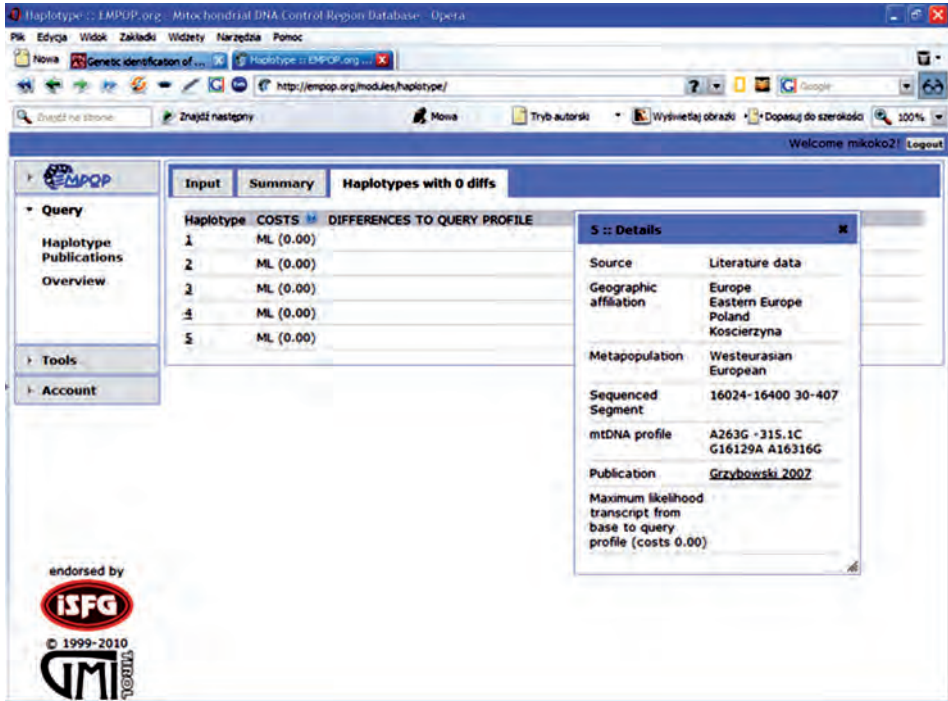 Haplotype :: EMPOP.org - Mitochondrial DNA Control Region Database - Opera
Plik Edycja Widok Zakładki Widżety Narzędzia Pomoc
Nowa Genetic identification of ... Haplotype :: EMPOP.org ...
http://empop.org/modules/haplotype/ ? Google
Znajdź na stronie Znajdź następny Mowa Tryb autorski Wyświetlaj obrazki Dopasuj do szerokości 100%
Welcome mikoko2! Logout
EMPOP
Query
Haplotype
Publications
Overview
Tools
Account
Input Summary Haplotypes with 0 diffs
Haplotype COSTS DIFFERENCES TO QUERY PROFILE
1 ML (0.00)
2 ML (0.00)
3 ML (0.00)
4 ML (0.00)
5 ML (0.00)
5 :: Details
Source Literature data
Geographic Europe
affiliation Eastern Europe
Poland
Koscierzyna
Metapopulation Westeurasian
European
Sequenced 16024-16400 30-407
Segment
mtDNA profile A263G -315.1C
G16129A A16316G
Publication Grzybowski 2007
Maximum likelihood
transcript from
base to query
profile (costs 0.00)
endorsed by
iSFG
© 1999-2010
GMI
TIROL